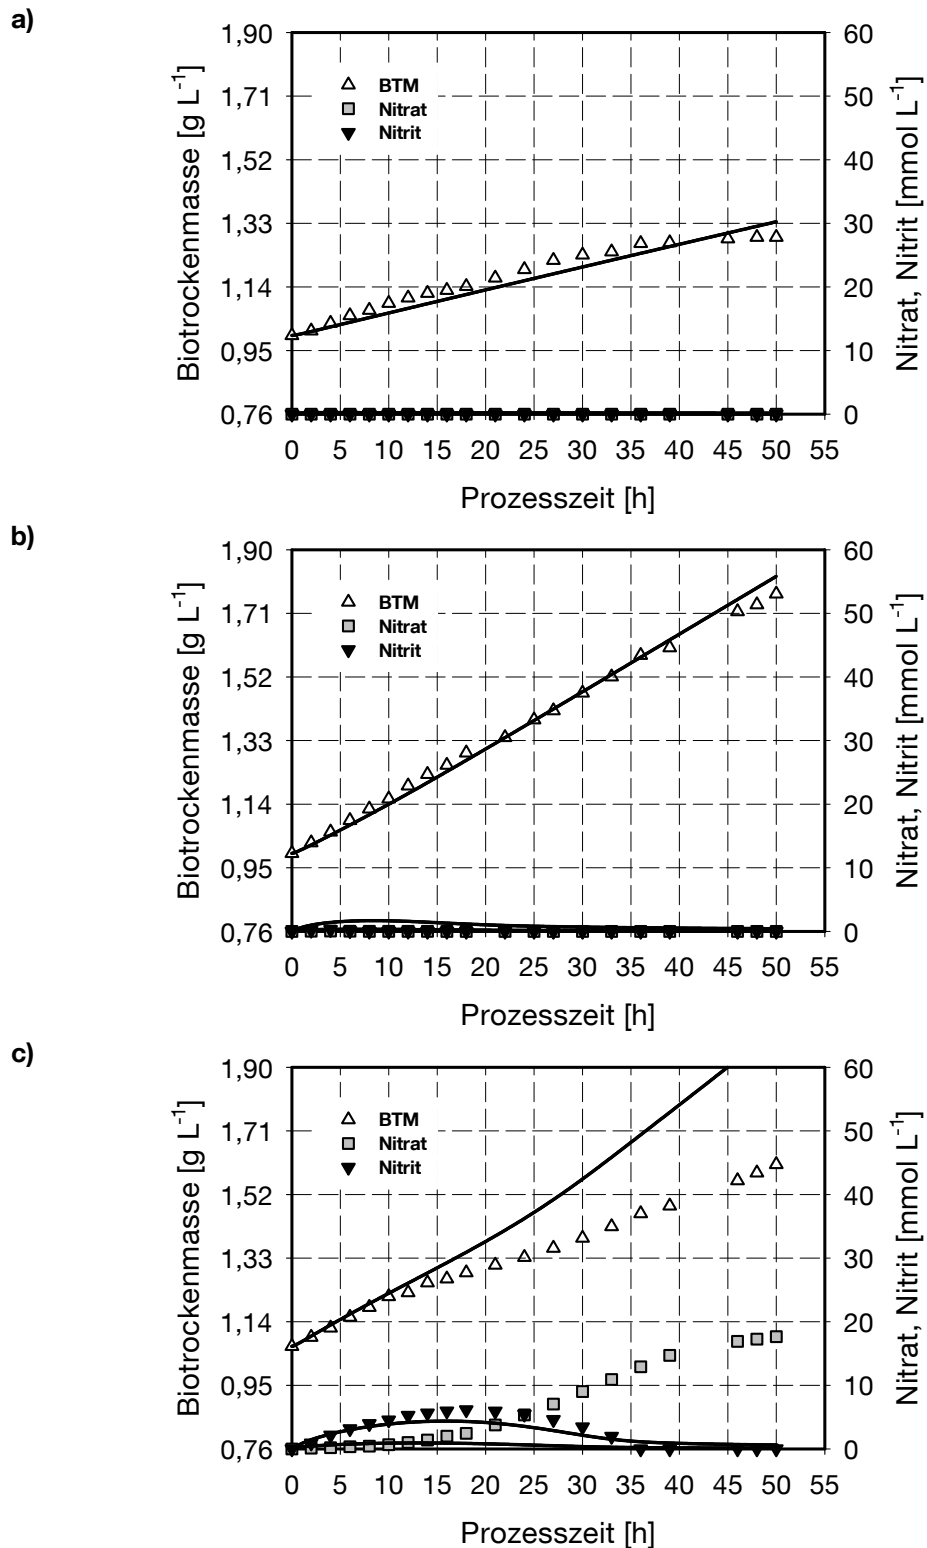 a)
Biotrockenmasse [g L⁻¹]
1,90
1,71
1,52
1,33
1,14
0,95
0,76
BTM
Nitrat
Nitrit
60
50
40
30
20
10
0
Nitrat, Nitrit [mmol L⁻¹]
0 5 10 15 20 25 30 35 40 45 50 55
Prozesszeit [h]
b)
Biotrockenmasse [g L⁻¹]
1,90
1,71
1,52
1,33
1,14
0,95
0,76
BTM
Nitrat
Nitrit
60
50
40
30
20
10
0
Nitrat, Nitrit [mmol L⁻¹]
0 5 10 15 20 25 30 35 40 45 50 55
Prozesszeit [h]
c)
Biotrockenmasse [g L⁻¹]
1,90
1,71
1,52
1,33
1,14
0,95
0,76
BTM
Nitrat
Nitrit
60
50
40
30
20
10
0
Nitrat, Nitrit [mmol L⁻¹]
0 5 10 15 20 25 30 35 40 45 50 55
Prozesszeit [h]